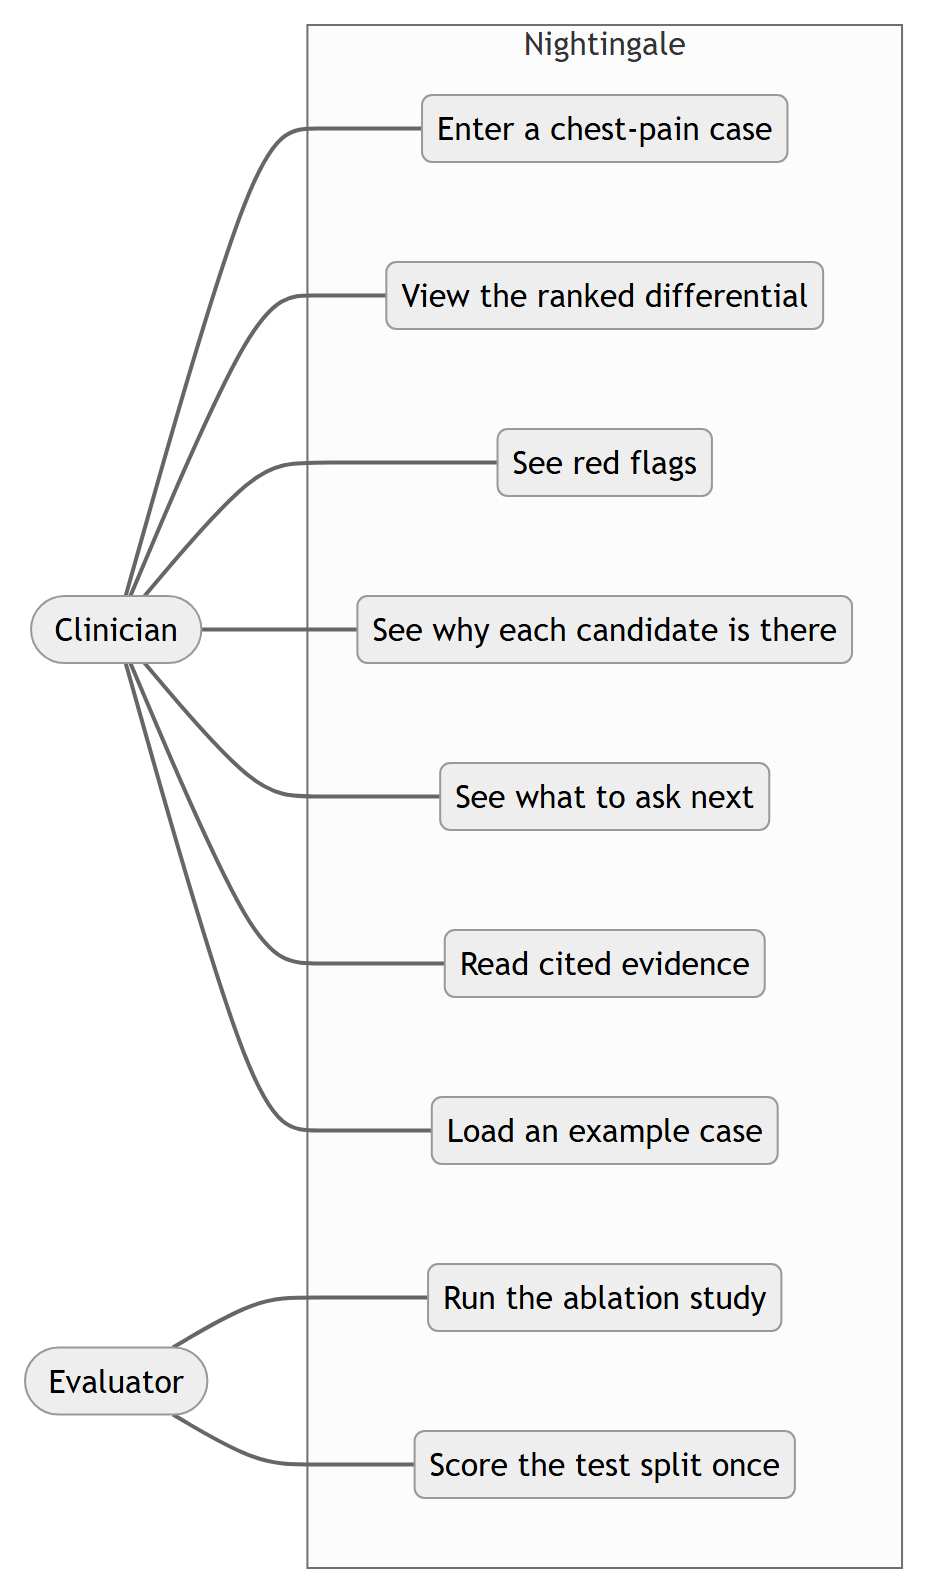 Nightingale
Enter a chest-pain case
View the ranked differential
See red flags
Clinician
See why each candidate is there
See what to ask next
Read cited evidence
Load an example case
Run the ablation study
Evaluator
Score the test split once